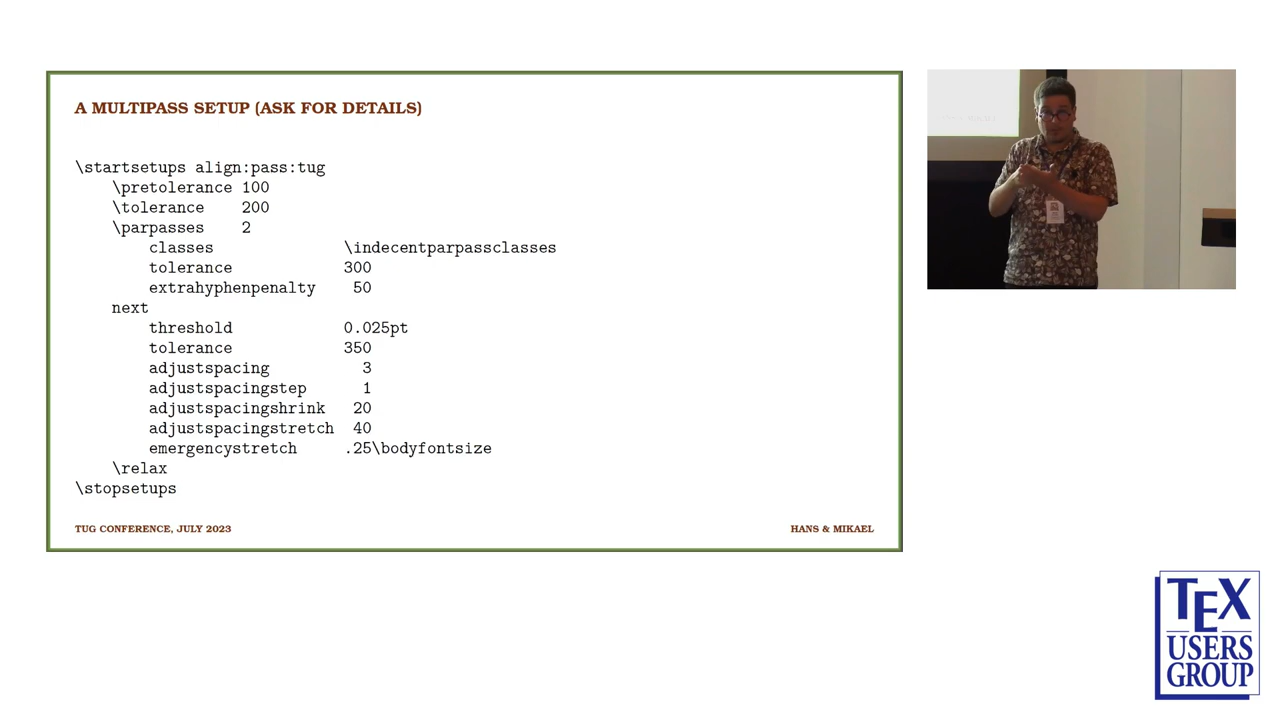 A MULTIPASS SETUP (ASK FOR DETAILS)
\startsetups align:pass:tug
\pretolerance 100
\tolerance 200
\parpasses 2
classes \indecentparpassclasses
tolerance 300
extrahyphenpenalty 50
next
threshold 0.025pt
tolerance 350
adjustspacing 3
adjustspacingstep 1
adjustspacingshrink 20
adjustspacingstretch 40
emergencystretch .25\bodyfontsize
\relax
\stopsetups
TUG CONFERENCE, JULY 2023 HANS & MIKAEL
TEX
USERS
GROUP